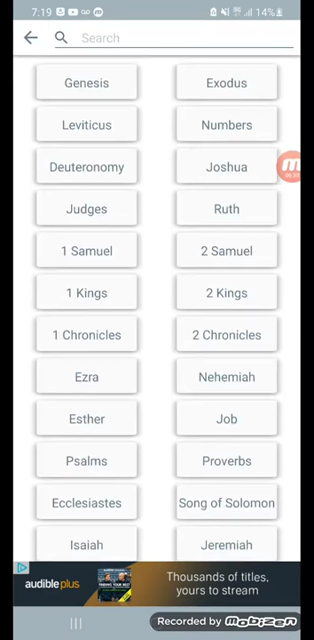 7:19
14%
Search
Genesis Exodus
Leviticus Numbers
Deuteronomy Joshua
Judges Ruth
1 Samuel 2 Samuel
1 Kings 2 Kings
1 Chronicles 2 Chronicles
Ezra Nehemiah
Esther Job
Psalms Proverbs
Ecclesiastes Song of Solomon
Isaiah Jeremiah
audible plus
Thousands of titles,
yours to stream
Recorded by mobizen